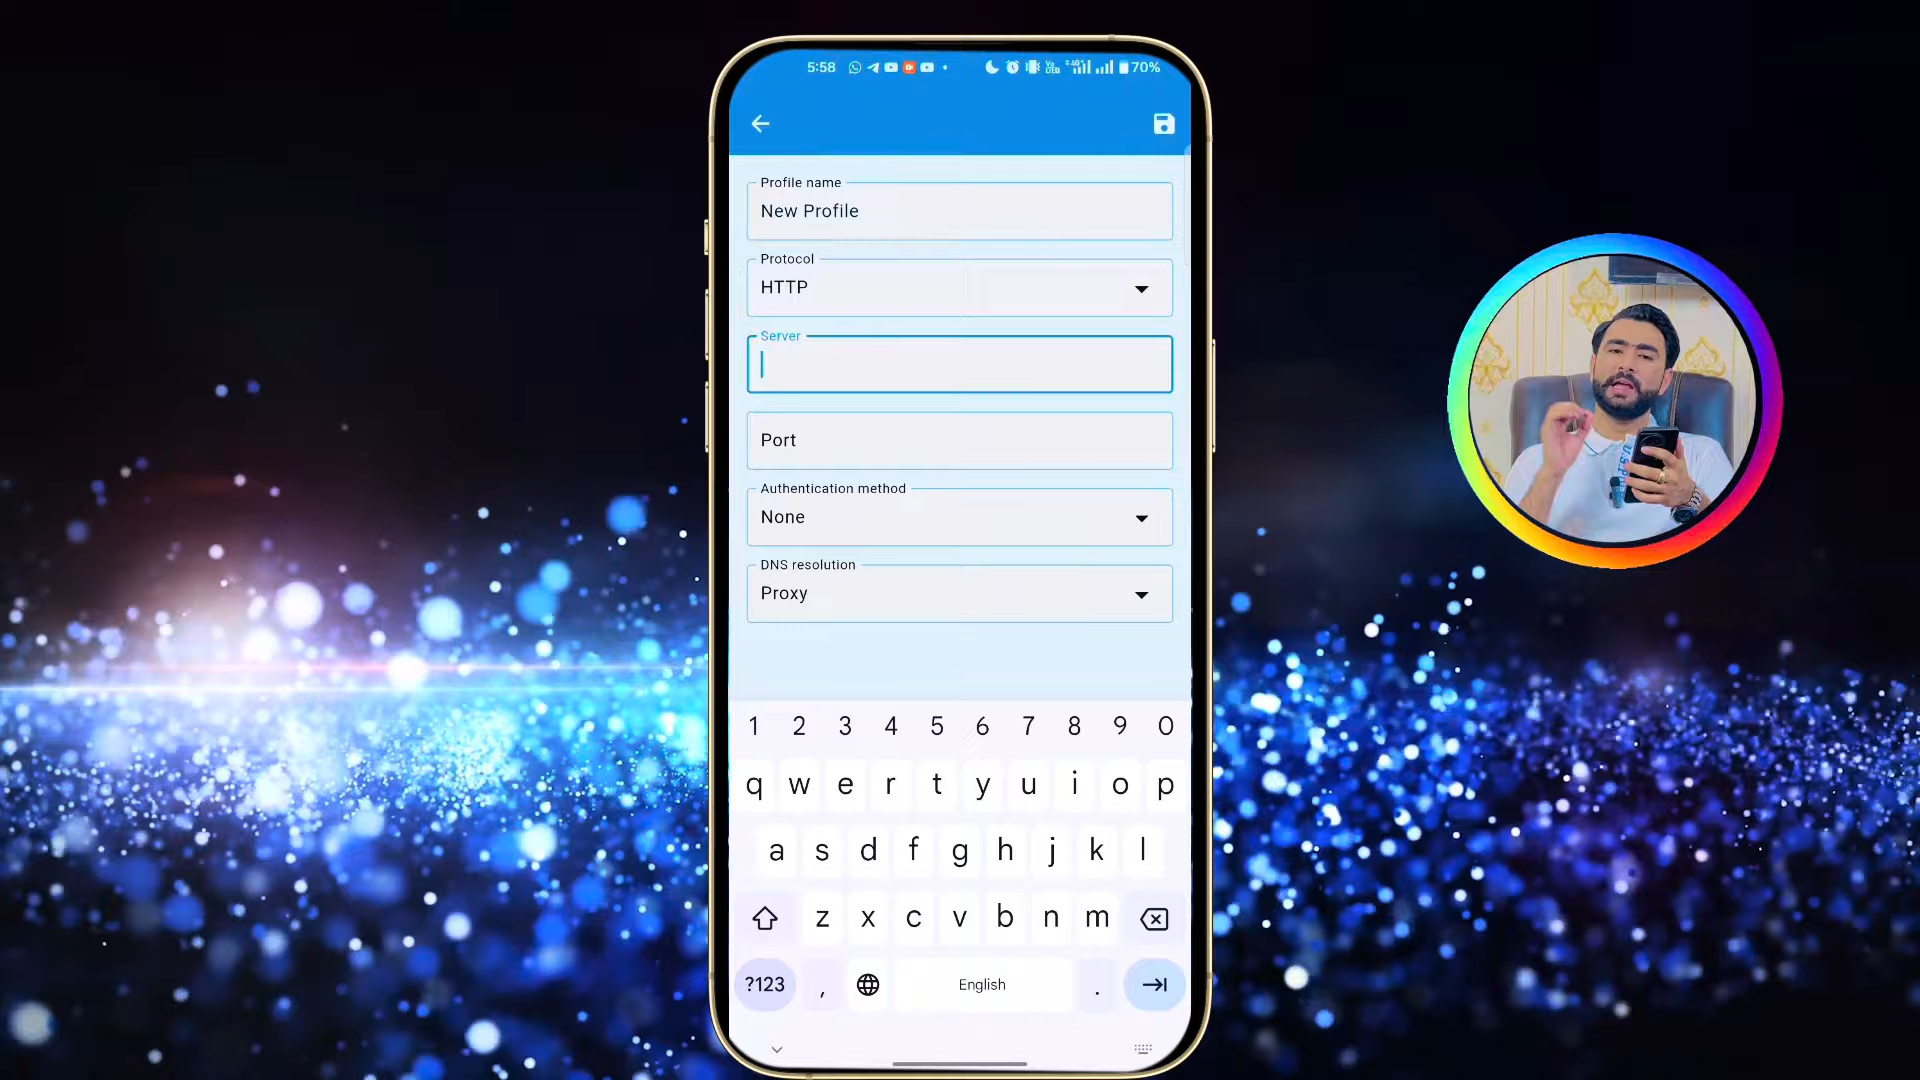 5:58 70%
Profile name
New Profile
Protocol
HTTP
Server
Port
Authentication method
None
DNS resolution
Proxy
1 2 3 4 5 6 7 8 9 0
q w e r t y u i o p
a s d f g h j k l
z x c v b n m
?123 , English .